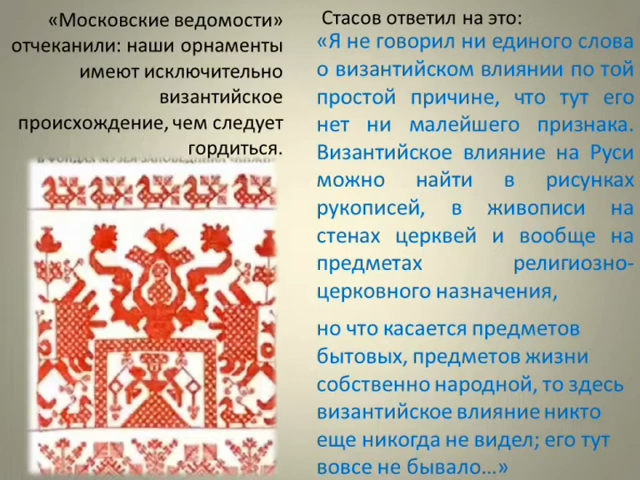 «Московские ведомости»
отчеканили: наши орнаменты
имеют исключительно
византийское
происхождение, чем следует
гордиться.
Стасов ответил на это:
«Я не говорил ни единого слова
о византийском влиянии по той
простой причине, что тут его
нет ни малейшего признака.
Византийское влияние на Руси
можно найти в рисунках
рукописей, в живописи на
стенах церквей и вообще на
предметах религиозно-
церковного назначения,
но что касается предметов
бытовых, предметов жизни
собственно народной, то здесь
византийское влияние никто
еще никогда не видел; его тут
вовсе не бывало…»